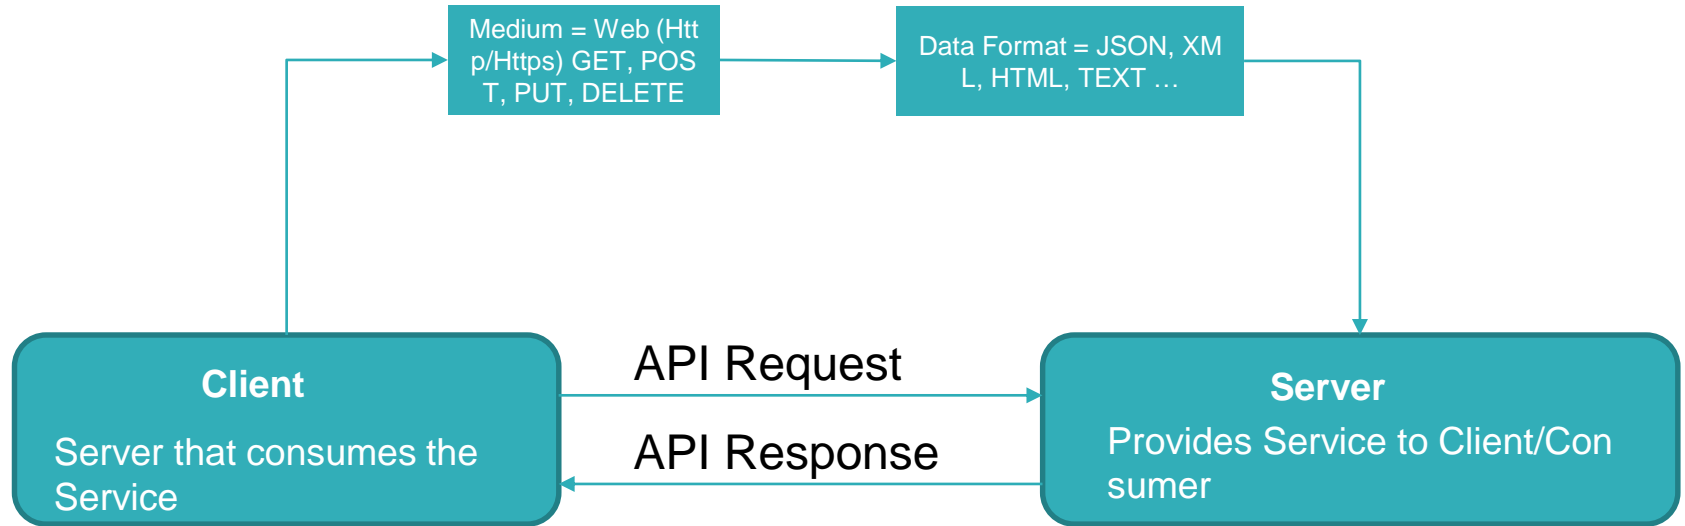 Medium = Web (Htt
p/Https) GET, POS
T, PUT, DELETE
Data Format = JSON, XM
L, HTML, TEXT …
Client
Server that consumes the
Service
API Request
API Response
Server
Provides Service to Client/Con
sumer